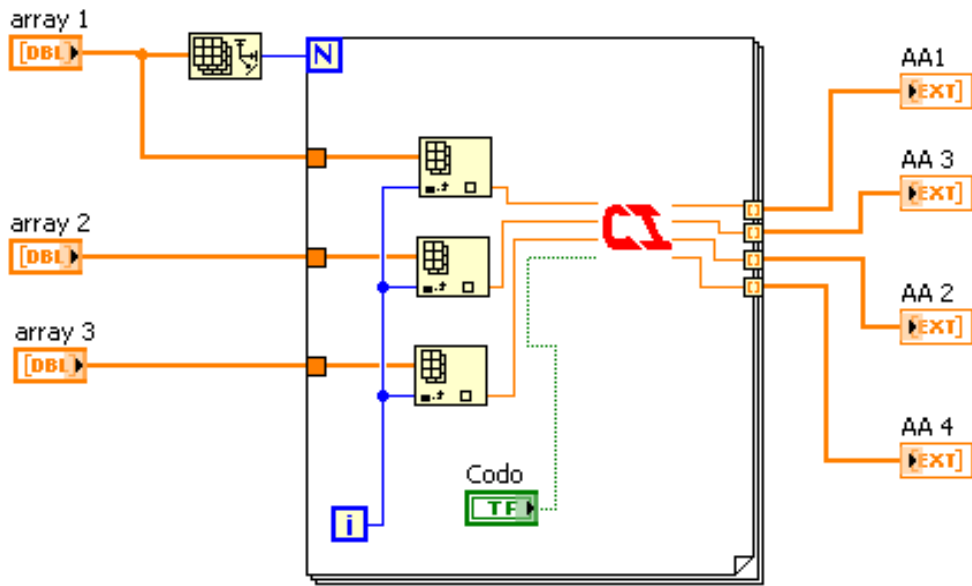 array 1
[DBL]
N
AA1
[EXT]
AA 3
[EXT]
array 2
[DBL]
CI
AA 2
[EXT]
array 3
[DBL]
AA 4
[EXT]
Codo
TF
i